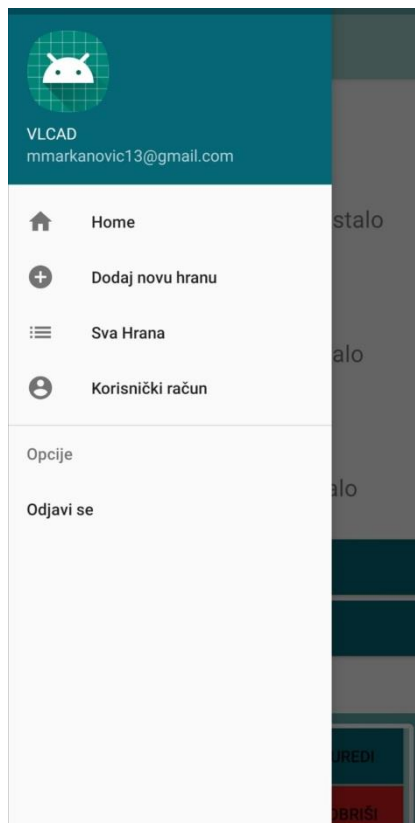 VLCAD
mmarkanovic13@gmail.com
Home
Dodaj novu hranu
stalo
Sva Hrana
alo
Korisnički račun
Opcije
alo
Odjavi se
UREDI
OBRIŠI